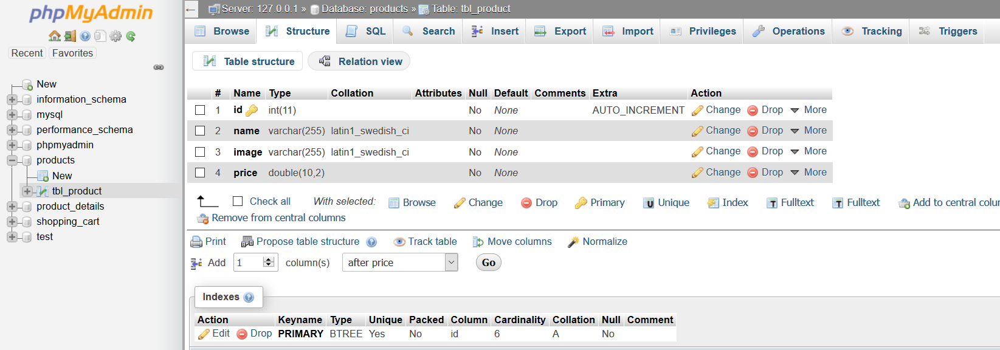 phpMyAdmin
Recent Favorites
New
information_schema
mysql
performance_schema
phpmyadmin
products
New
tbl_product
product_details
shopping_cart
test
← Server: 127.0.0.1 » Database: products » Table: tbl_product
Browse Structure SQL Search Insert Export Import Privileges Operations Tracking Triggers
Table structure Relation view
# Name Type Collation Attributes Null Default Comments Extra Action
1 id int(11) No None AUTO_INCREMENT Change Drop More
2 name varchar(255) latin1_swedish_ci No None Change Drop More
3 image varchar(255) latin1_swedish_ci No None Change Drop More
4 price double(10,2) No None Change Drop More
Check all With selected: Browse Change Drop Primary U Unique Index T Fulltext T Fulltext Add to central colur
Remove from central columns
Print Propose table structure Track table Move columns Normalize
Add 1 column(s) after price Go
Indexes
Action Keyname Type Unique Packed Column Cardinality Collation Null Comment
Edit Drop PRIMARY BTREE Yes No id 6 A No